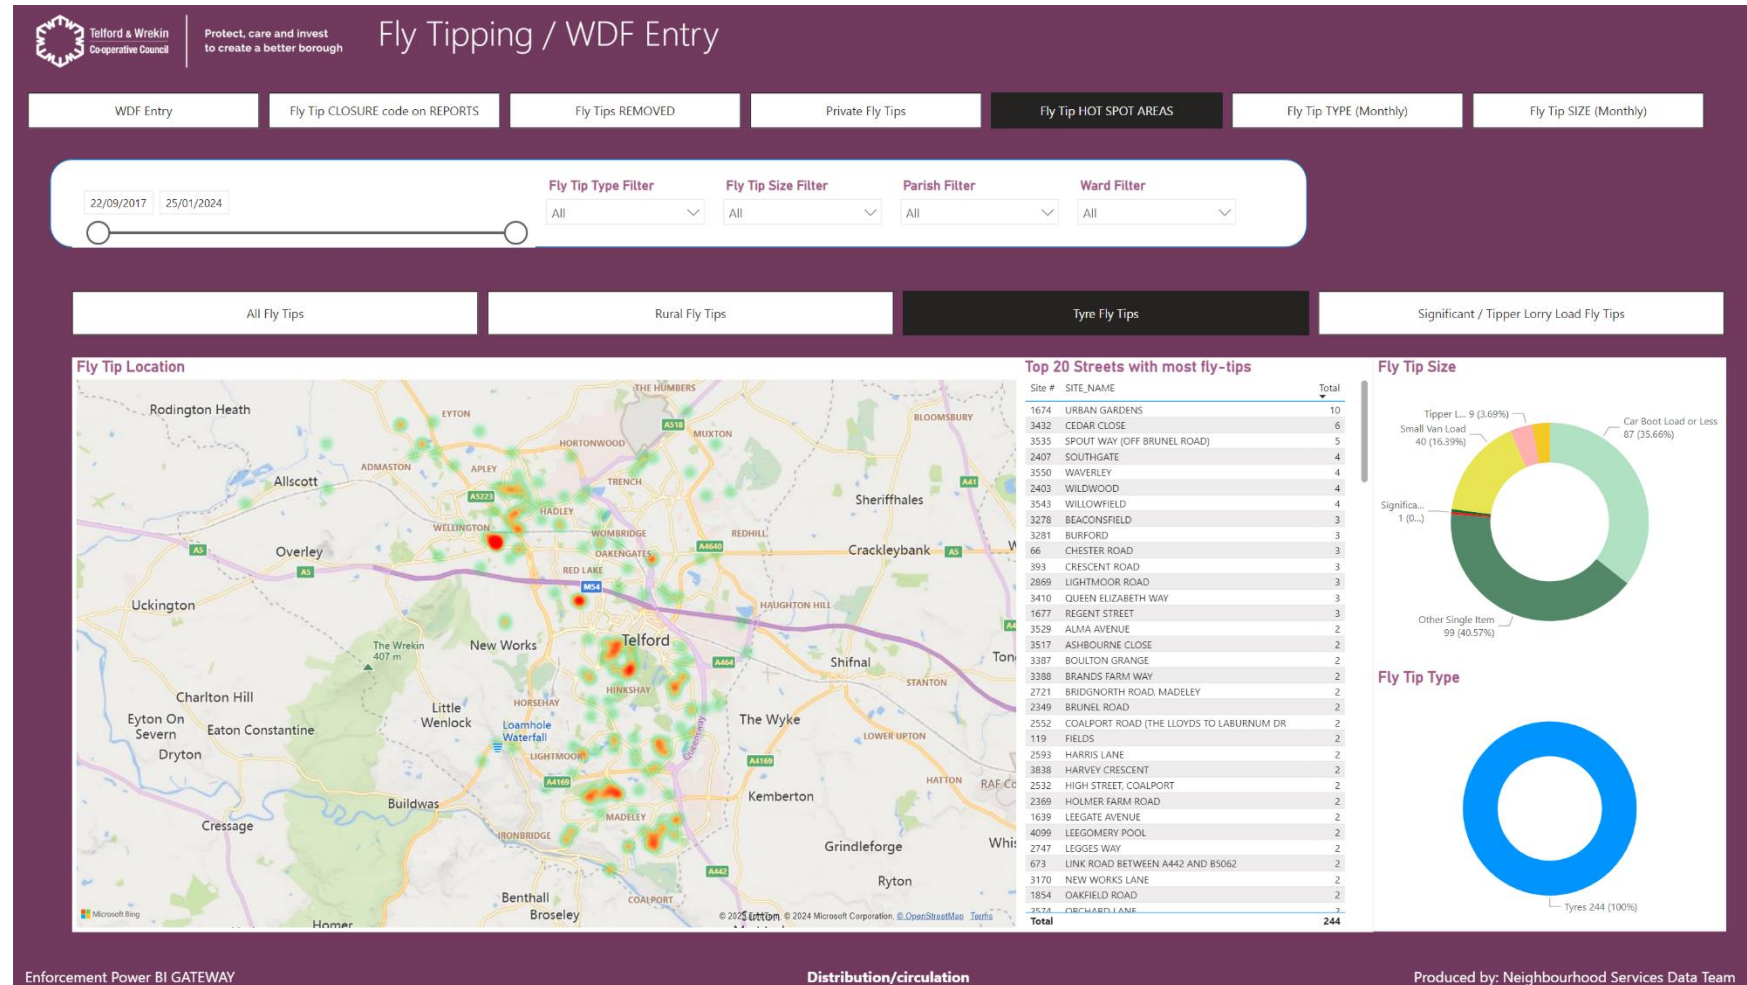 Telford & Wrekin
Co-operative Council
Protect, care and invest
to create a better borough
Fly Tipping / WDF Entry
WDF Entry
Fly Tip CLOSURE code on REPORTS
Fly Tips REMOVED
Private Fly Tips
Fly Tip HOT SPOT AREAS
Fly Tip TYPE (Monthly)
Fly Tip SIZE (Monthly)
22/09/2017
25/01/2024
Fly Tip Type Filter
All
Fly Tip Size Filter
All
Parish Filter
All
Ward Filter
All
All Fly Tips
Rural Fly Tips
Tyre Fly Tips
Significant / Tipper Lorry Load Fly Tips
Fly Tip Location
THE HUMBERS
Rodington Heath
EYTON
BLOOMSBURY
A518
MUXTON
HORTONWOOD
ADMASTON
APLEY
Allscott
TRENCH
A41
A5223
Sherifhales
HADLEY
WELLINGTON
WOMBRIDGE
REDHILL
A5
Overley
OAKENGATES
A4640
Crackleybank
A5
A5
RED LAKE
M54
Uckington
HAUGHTON HILL
The Wrekin
407 m
New Works
Telford
A464
Shifnal
Ton
STANTON
HINKSHAY
Charlton Hill
Little
Wenlock
HORSEHAY
Eyton On
Severn
Eaton Constantine
Loamhole
Waterfall
The Wyke
Queensway
LOWER UPTON
Dryton
LIGHTMOOR
A4169
A4169
HATTON
RAF Co
Kemberton
Buildwas
MADELEY
Cressage
IRONBRIDGE
Grindleforge
Whis
A442
Ryton
Benthall
COALPORT
Broseley
Sutton
Homer
Microsoft Bing
© 2024 Microsoft Corporation, © OpenStreetMap Terms
Top 20 Streets with most fly-tips
Site # SITE_NAME Total
1674 URBAN GARDENS 10
3432 CEDAR CLOSE 6
3535 SPOUT WAY (OFF BRUNEL ROAD) 5
2407 SOUTHGATE 4
3550 WAVERLEY 4
2403 WILDWOOD 4
3543 WILLOWFIELD 4
3278 BEACONSFIELD 3
3281 BURFORD 3
66 CHESTER ROAD 3
393 CRESCENT ROAD 3
2869 LIGHTMOOR ROAD 3
3410 QUEEN ELIZABETH WAY 3
1677 REGENT STREET 3
3529 ALMA AVENUE 2
3517 ASHBOURNE CLOSE 2
3387 BOULTON GRANGE 2
3388 BRANDS FARM WAY 2
2721 BRIDGNORTH ROAD, MADELEY 2
2349 BRUNEL ROAD 2
2552 COALPORT ROAD (THE LLOYDS TO LABURNUM DR 2
119 FIELDS 2
2593 HARRIS LANE 2
3838 HARVEY CRESCENT 2
2532 HIGH STREET, COALPORT 2
2369 HOLMER FARM ROAD 2
1639 LEEGATE AVENUE 2
4099 LEEGOMERY POOL 2
2747 LEGGES WAY 2
673 LINK ROAD BETWEEN A442 AND B5062 2
3170 NEW WORKS LANE 2
1854 OAKFIELD ROAD 2
2574 ORCHARD LANE 2
Total 244
Fly Tip Size
Tipper L... 9 (3.69%)
Small Van Load
40 (16.39%)
Car Boot Load or Less
87 (35.66%)
Significa...
1 (0...)
Other Single Item
99 (40.57%)
Fly Tip Type
Tyres 244 (100%)
Enforcement Power BI GATEWAY
Distribution/circulation
Produced by: Neighbourhood Services Data Team